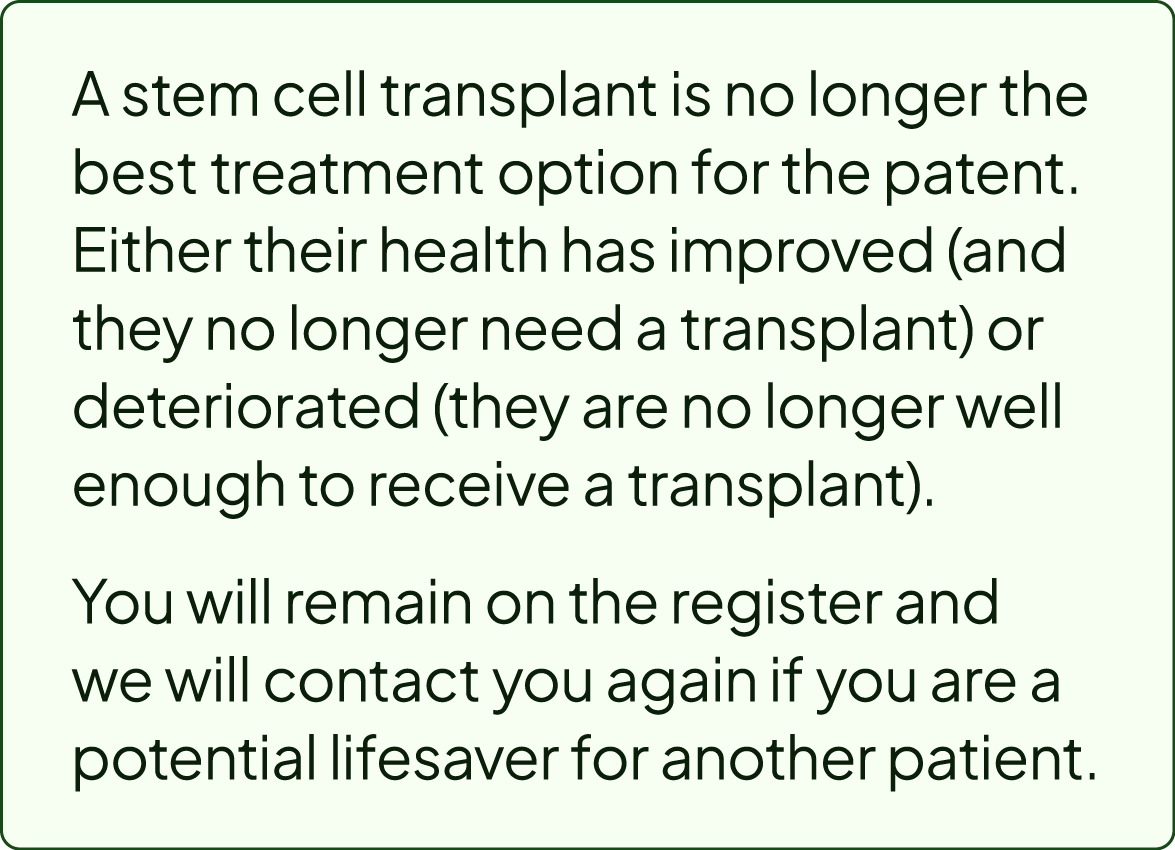 A stem cell transplant is no longer the
best treatment option for the patent.
Either their health has improved (and
they no longer need a transplant) or
deteriorated (they are no longer well
enough to receive a transplant).
You will remain on the register and
we will contact you again if you are a
potential lifesaver for another patient.